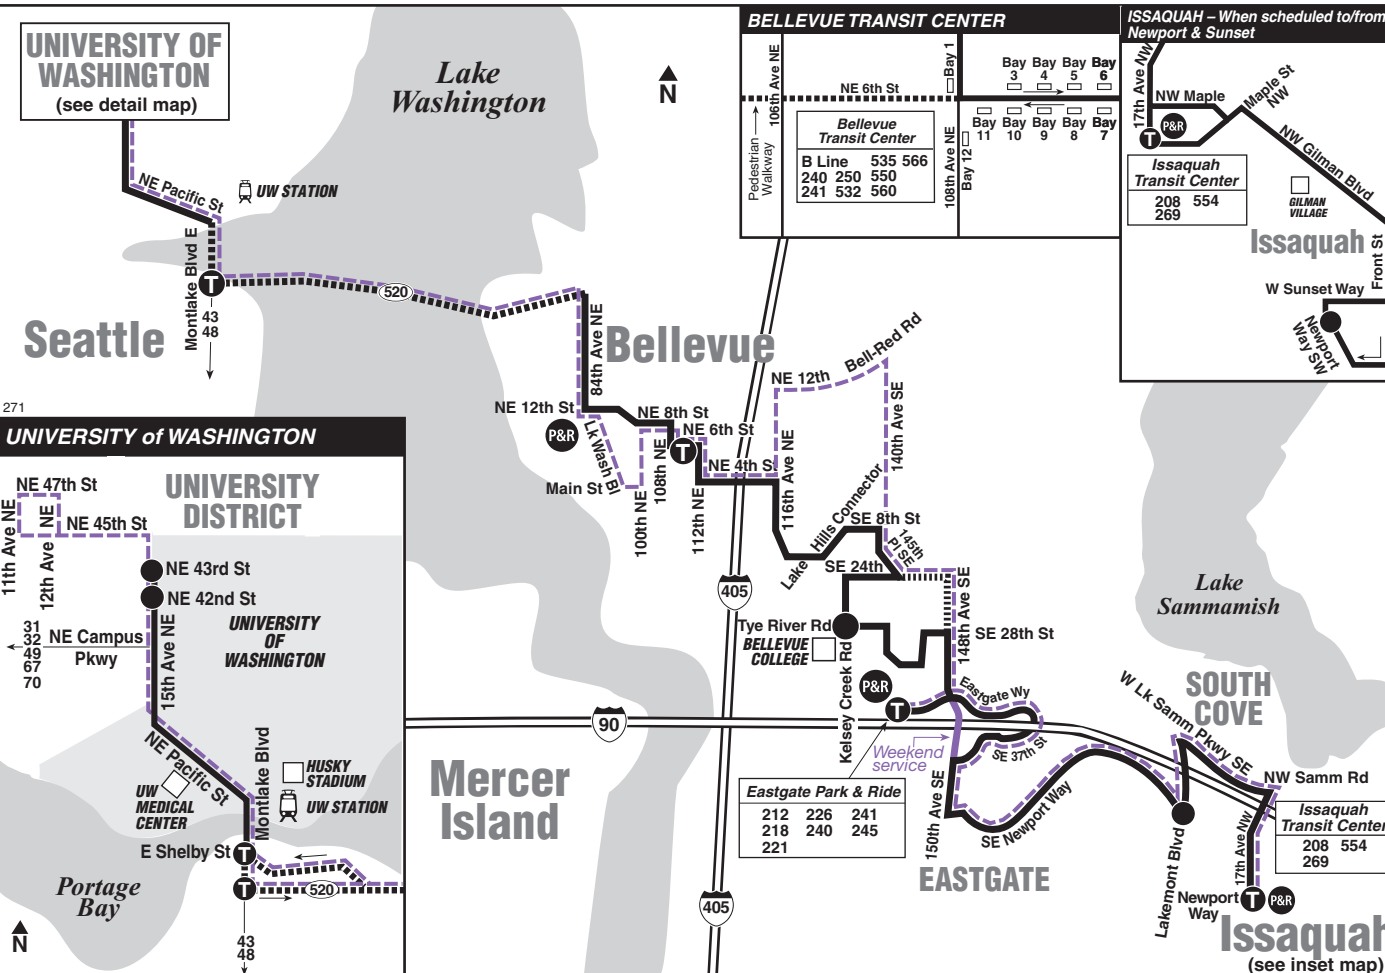 UNIVERSITY OF
WASHINGTON
(see detail map)
Lake
Washington
N
NE Pacific St
UW STATION
Montlake Blvd E
T
43
48
520
Seattle
Bellevue
84th Ave NE
NE 12th St
P&R
Lk Wash Bl
Main St
NE 8th St
NE 6th St
T
NE 4th St
100th NE
108th NE
112th NE
116th Ave NE
NE 12th
Bell-Red Rd
140th Ave SE
Lake Hills Connector
SE 8th St
145th
Pl SE
SE 24th
148th Ave SE
SE 28th St
Tye River Rd
BELLEVUE
COLLEGE
Kelsey Creek Rd
P&R
T
Eastgate Wy
Weekend
service
SE 37th St
150th Ave SE
SE Newport Way
EASTGATE
Eastgate Park & Ride
212 226 241
218 240 245
221
405
405
90
Mercer
Island
Lake
Sammamish
SOUTH
COVE
W Lk Samm Pkwy SE
NW Samm Rd
Lakemont Blvd
17th Ave NW
Newport
Way
T
P&R
Issaquah
Transit Center
208 554
269
Issaquah
(see inset map)
BELLEVUE TRANSIT CENTER
106th Ave NE
Pedestrian
Walkway
NE 6th St
Bay 1
108th Ave NE
Bay 12
Bay
3
Bay
4
Bay
5
Bay
6
Bay
11
Bay
10
Bay
9
Bay
8
Bay
7
Bellevue
Transit Center
B Line 535 566
240 250 550
241 532 560
ISSAQUAH – When scheduled to/from
Newport & Sunset
17th Ave NW
NW Maple
Maple St
NW
T
P&R
NW Gilman Blvd
Issaquah
Transit Center
208 554
269
GILMAN
VILLAGE
Issaquah
Front St
W Sunset Way
Newport
Way SW
271
UNIVERSITY of WASHINGTON
NE 47th St
11th Ave NE
12th Ave NE
NE 45th St
UNIVERSITY
DISTRICT
NE 43rd St
NE 42nd St
31
32
49
67
70
NE Campus
Pkwy
15th Ave NE
UNIVERSITY
OF
WASHINGTON
NE Pacific St
UW
MEDICAL
CENTER
Montlake Blvd
HUSKY
STADIUM
UW STATION
E Shelby St
T
T
520
Portage
Bay
N
43
48